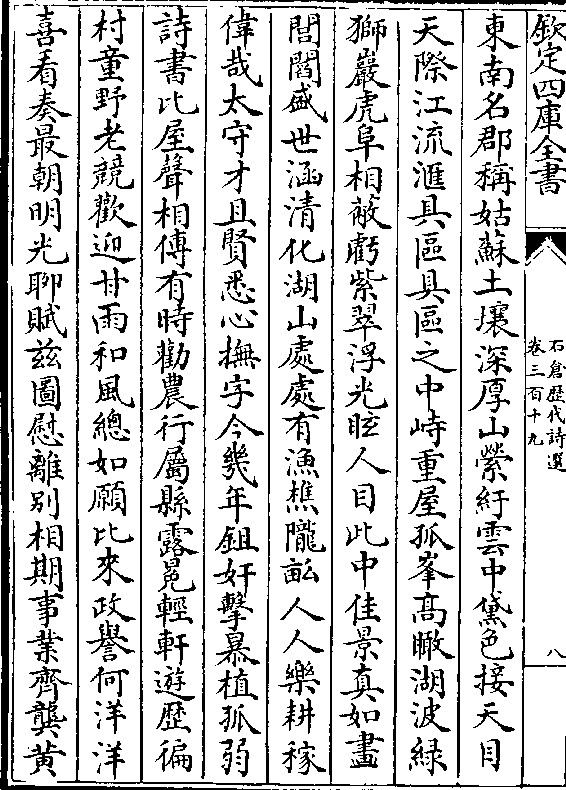 欽定四庫全書
石倉歴代詩選
卷三百十九
八
東南名郡稱姑蘇土壤深厚山縈紆雲中黛色接天目
天際江流滙具區具區之中峙重屋孤峯髙瞰湖波緑
獅巖虎阜相蔽虧紫翠浮光眩人目此中佳景真如畫
閭閻盛世涵清化湖山處處有漁樵隴畝人人樂耕稼
偉哉太守才且賢悉心撫字今幾年鉏奸擊暴植孤弱
詩書比屋聲相傳有時勸農行屬縣露冕輕軒遊歴徧
村童野老競歡迎甘雨和風總如願比來政譽何洋洋
喜看奏最朝明光聊賦兹圖慰離别相期事業齊龔黄